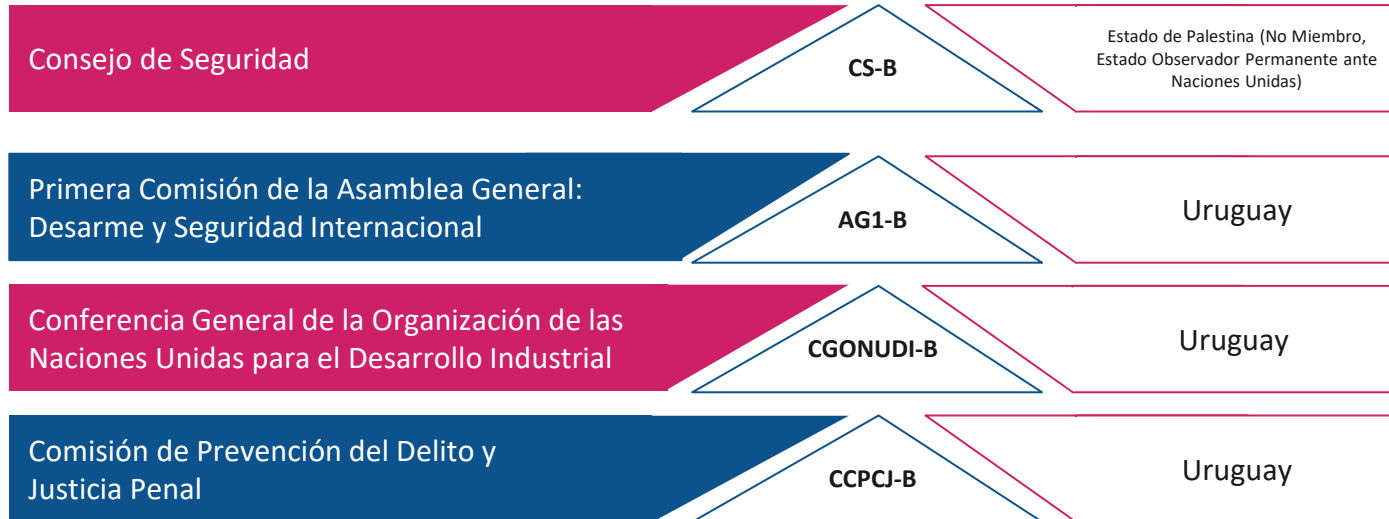 Consejo de Seguridad
CS-B
Estado de Palestina (No Miembro,
Estado Observador Permanente ante
Naciones Unidas)
Primera Comisión de la Asamblea General:
Desarme y Seguridad Internacional
AG1-B
Uruguay
Conferencia General de la Organización de las
Naciones Unidas para el Desarrollo Industrial
CGONUDI-B
Uruguay
Comisión de Prevención del Delito y
Justicia Penal
CCPCJ-B
Uruguay